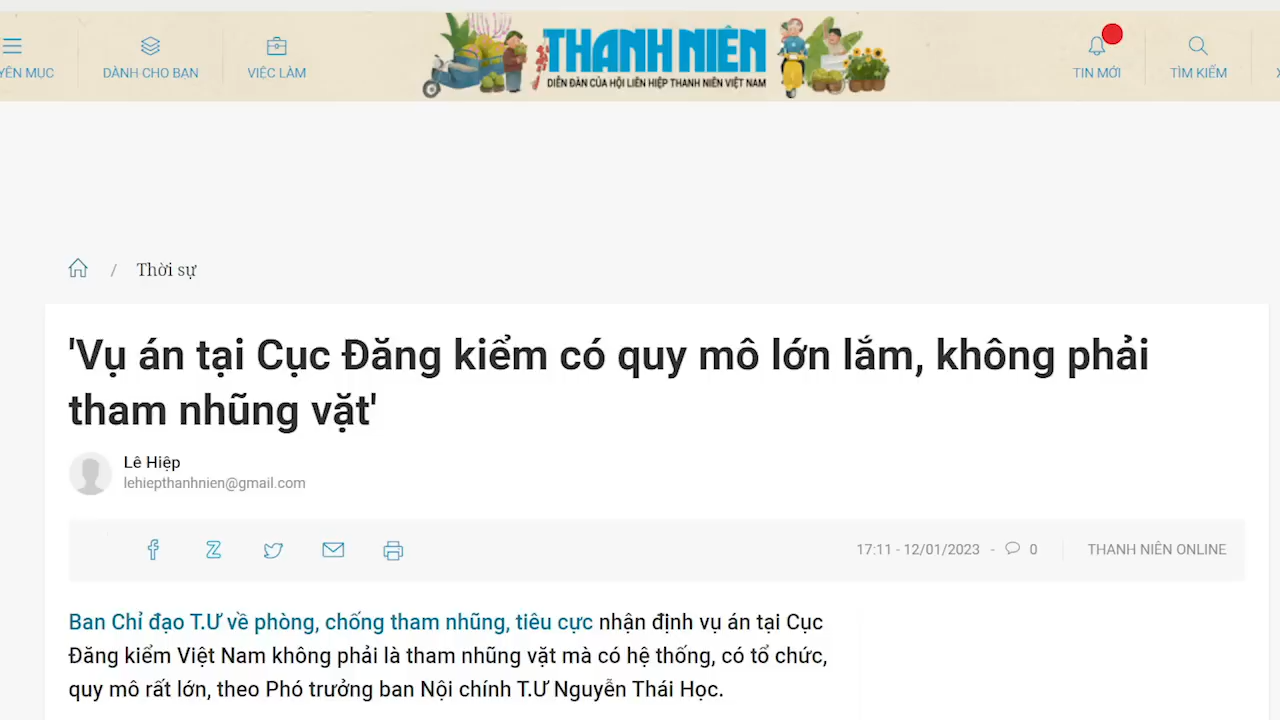 YÊN MỤC
DÀNH CHO BẠN
VIỆC LÀM
THANH NIÊN
DIỄN ĐÀN CỦA HỘI LIÊN HIỆP THANH NIÊN VIỆT NAM
TIN MỚI
TÌM KIẾM
/ Thời sự
'Vụ án tại Cục Đăng kiểm có quy mô lớn lắm, không phải
tham nhũng vặt'
Lê Hiệp
lehiepthanhnien@gmail.com
17:11 - 12/01/2023 - 0 THANH NIÊN ONLINE
Ban Chỉ đạo T.Ư về phòng, chống tham nhũng, tiêu cực nhận định vụ án tại Cục
Đăng kiểm Việt Nam không phải là tham nhũng vặt mà có hệ thống, có tổ chức,
quy mô rất lớn, theo Phó trưởng ban Nội chính T.Ư Nguyễn Thái Học.